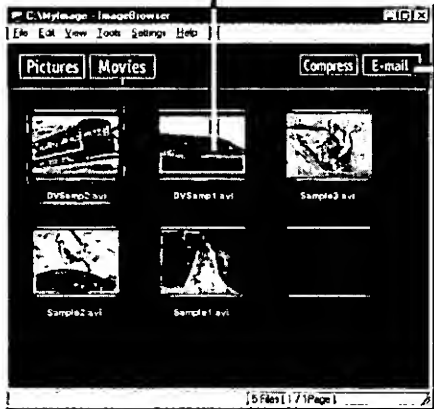 C:\MyImage - ImageBrowser
File Edit View Tools Settings Help
Pictures Movies Compress E-mail
DVSamp2.avi DVSamp1.avi Sample3.avi
Sample2.avi Sample1.avi
5 Files [ 1 / 1 Page ]